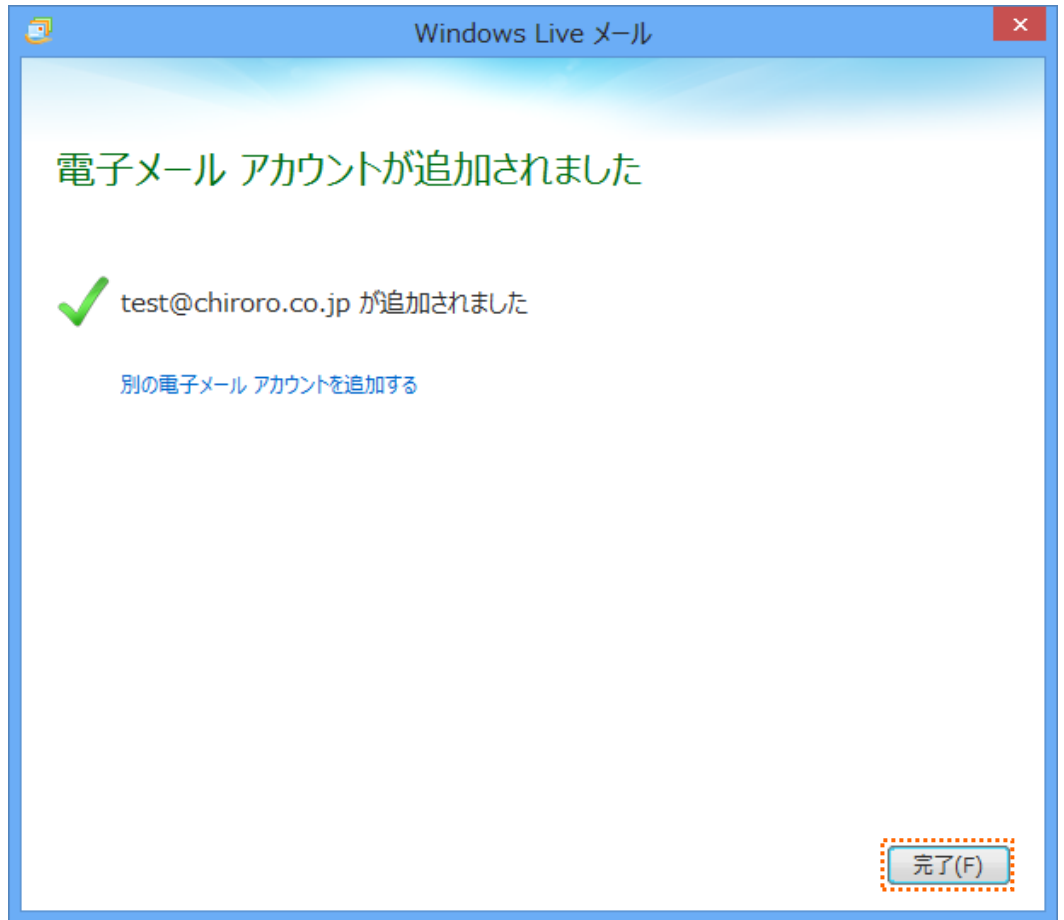 Windows Live メール
電子メール アカウントが追加されました
test@chiroro.co.jp が追加されました
別の電子メール アカウントを追加する
完了(F)